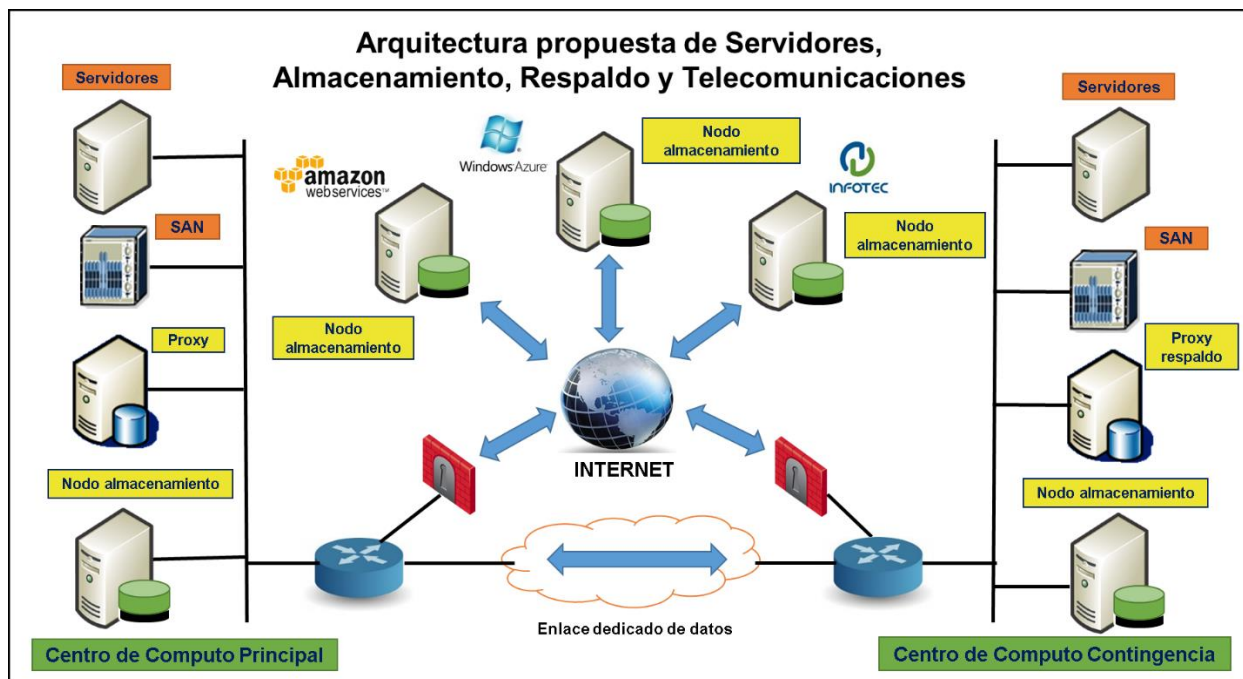 Arquitectura propuesta de Servidores,
Almacenamiento, Respaldo y Telecomunicaciones
Servidores
SAN
Proxy
Nodo almacenamiento
Centro de Computo Principal
amazon
webservices™
Nodo
almacenamiento
Windows Azure
Nodo
almacenamiento
INFOTEC
Nodo
almacenamiento
INTERNET
Enlace dedicado de datos
Servidores
SAN
Proxy
respaldo
Nodo almacenamiento
Centro de Computo Contingencia